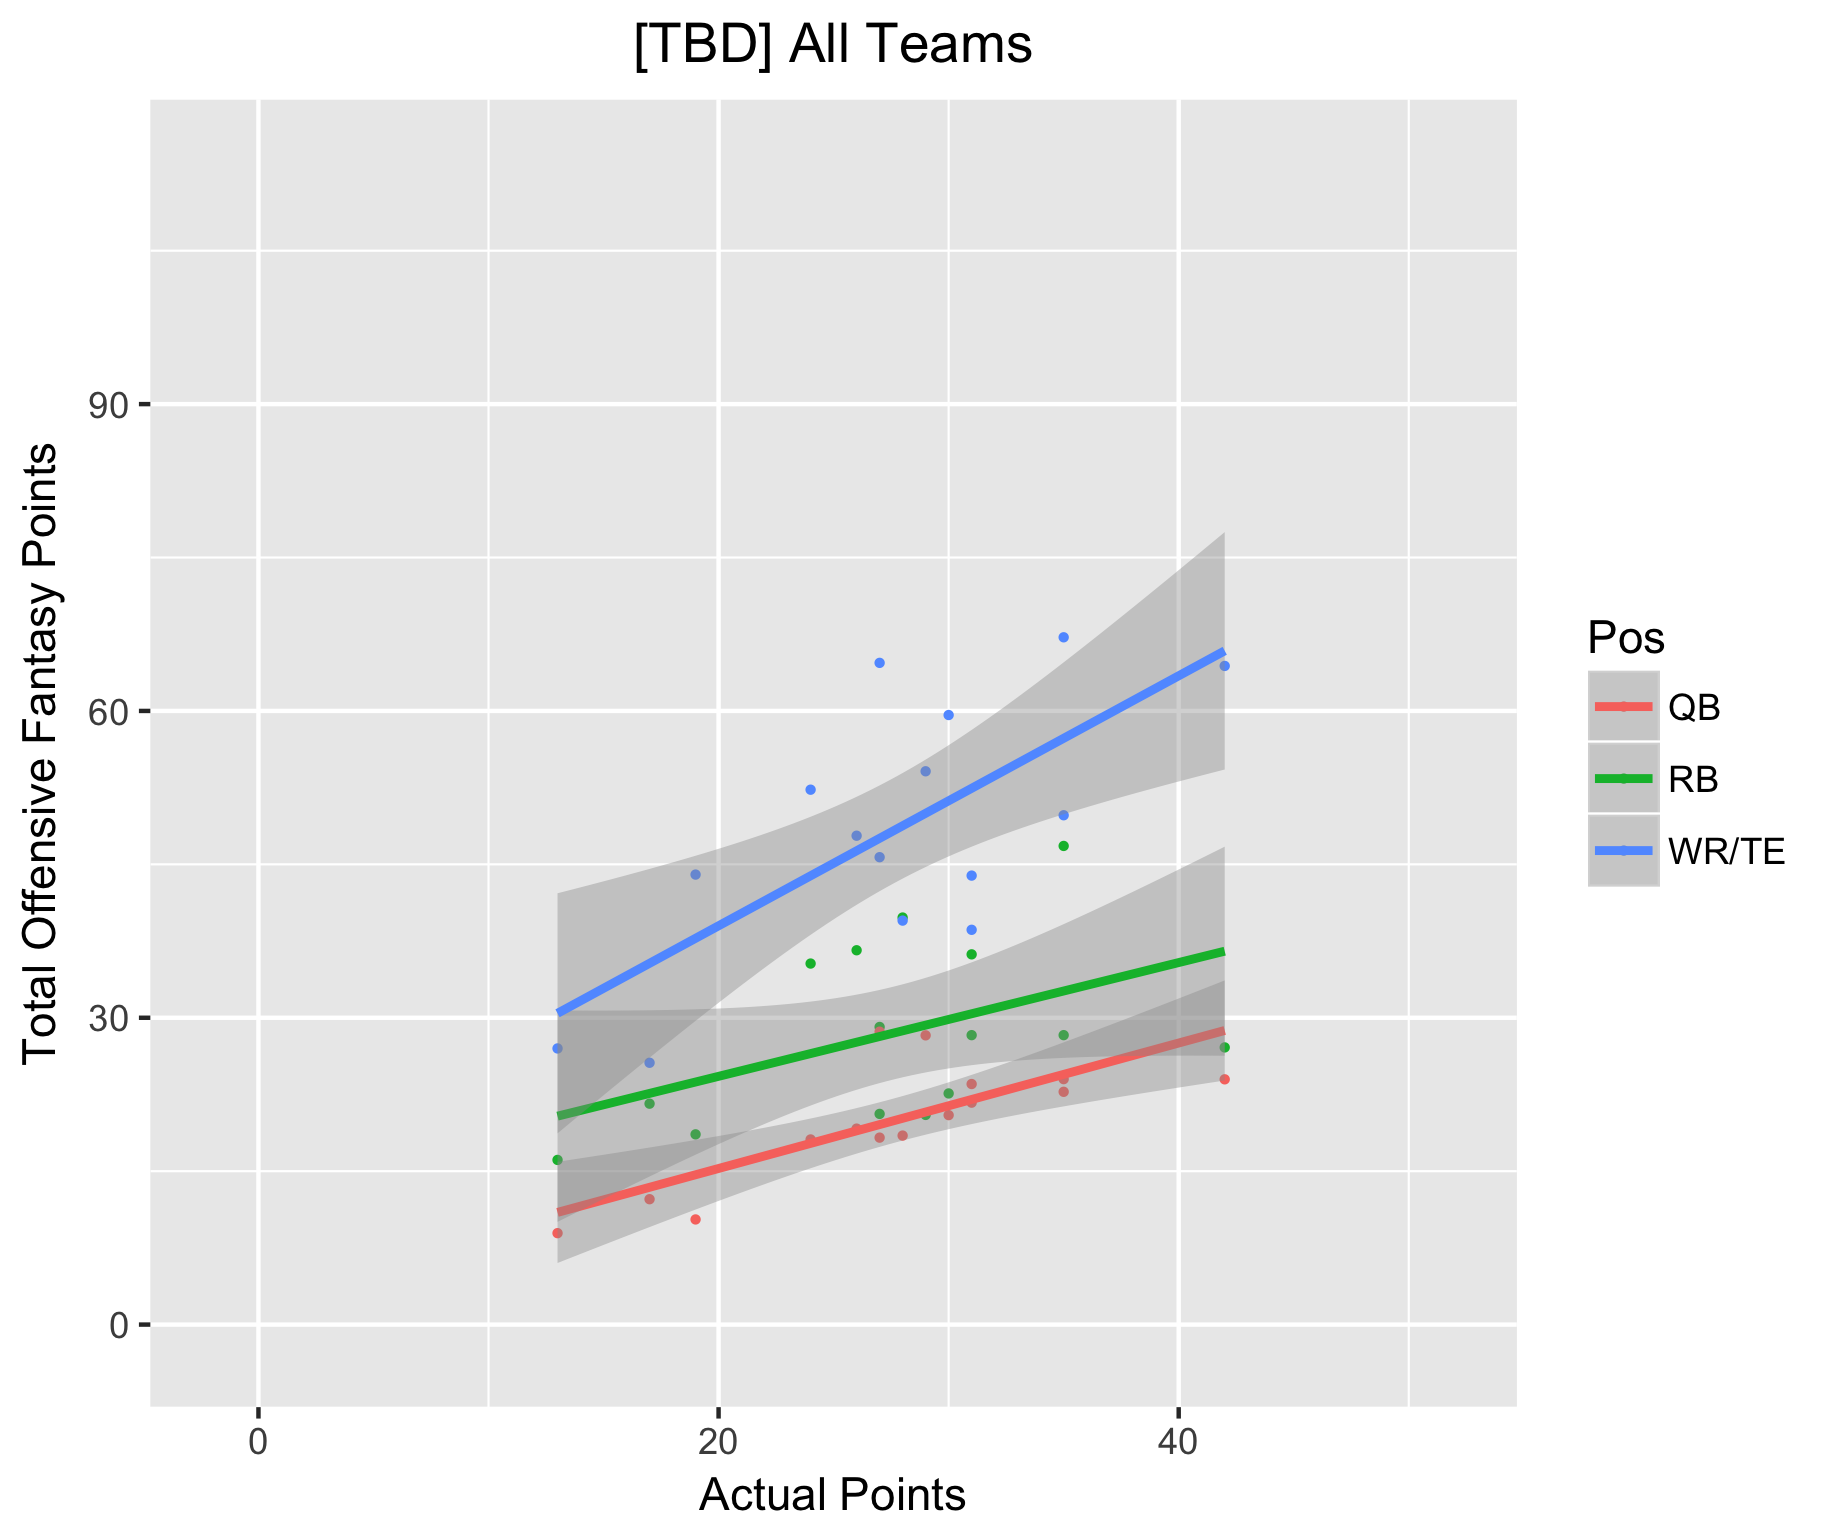 [TBD] All Teams
Total Offensive Fantasy Points
90
60
30
0
0 20 40
Actual Points
Pos
QB
RB
WR/TE